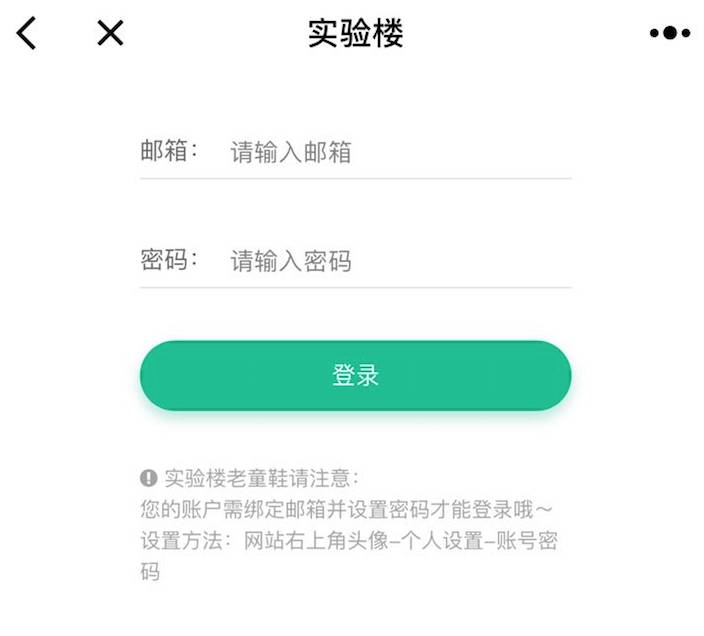 实验楼
邮箱： 请输入邮箱
密码： 请输入密码
登录
实验楼老童鞋请注意：
您的账户需绑定邮箱并设置密码才能登录哦～
设置方法：网站右上角头像-个人设置-账号密
码